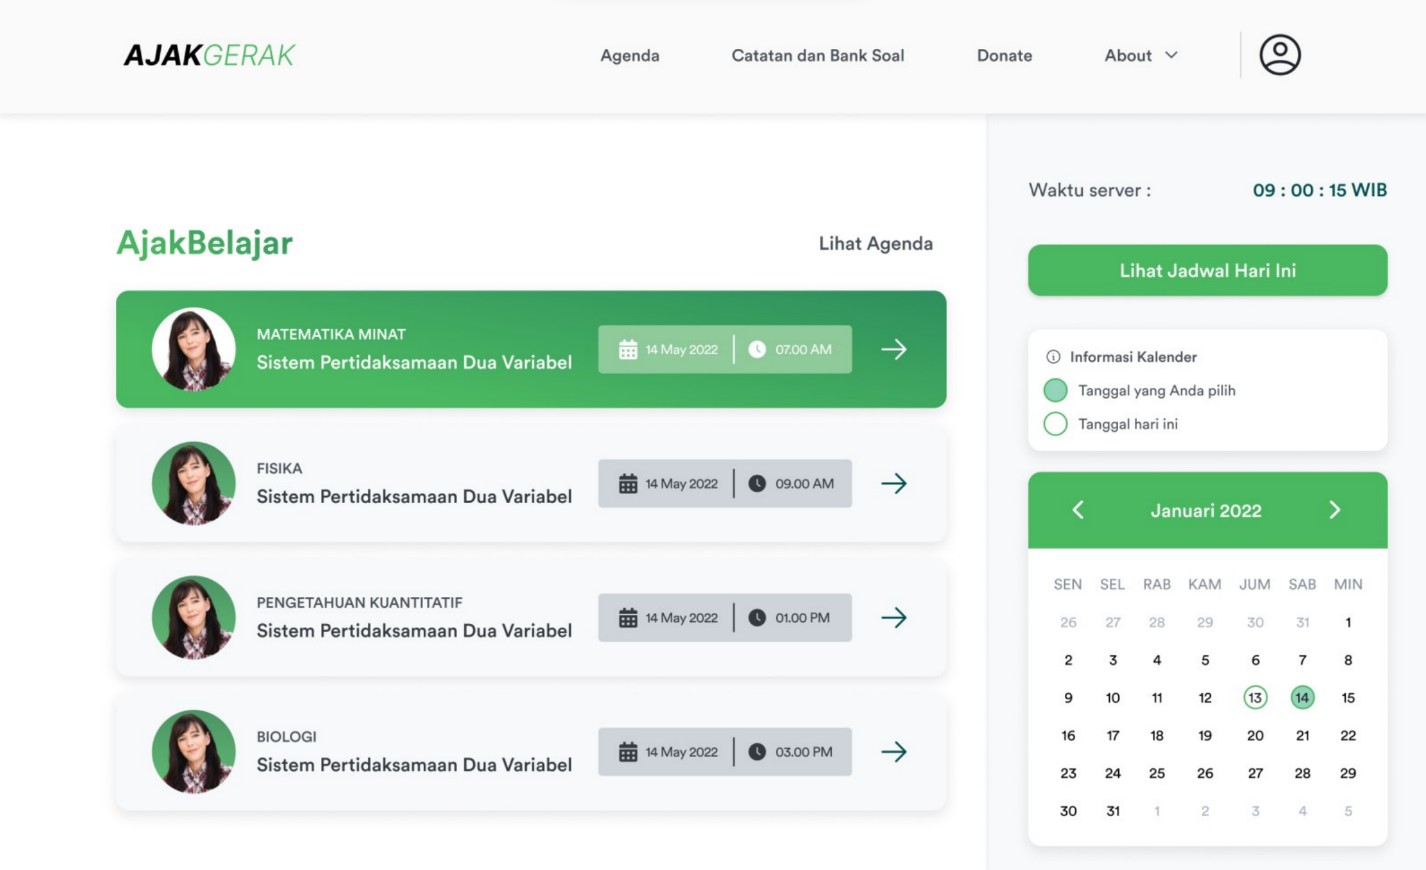 AJAKGERAK
Agenda
Catatan dan Bank Soal
Donate
About
Waktu server :
09 : 00 : 15 WIB
AjakBelajar
Lihat Agenda
MATEMATIKA MINAT
Sistem Pertidaksamaan Dua Variabel
14 May 2022
07.00 AM
FISIKA
Sistem Pertidaksamaan Dua Variabel
14 May 2022
09.00 AM
PENGETAHUAN KUANTITATIF
Sistem Pertidaksamaan Dua Variabel
14 May 2022
01.00 PM
BIOLOGI
Sistem Pertidaksamaan Dua Variabel
14 May 2022
03.00 PM
Lihat Jadwal Hari Ini
Informasi Kalender
Tanggal yang Anda pilih
Tanggal hari ini
Januari 2022
SEN SEL RAB KAM JUM SAB MIN
26 27 28 29 30 31 1
2 3 4 5 6 7 8
9 10 11 12 13 14 15
16 17 18 19 20 21 22
23 24 25 26 27 28 29
30 31 1 2 3 4 5